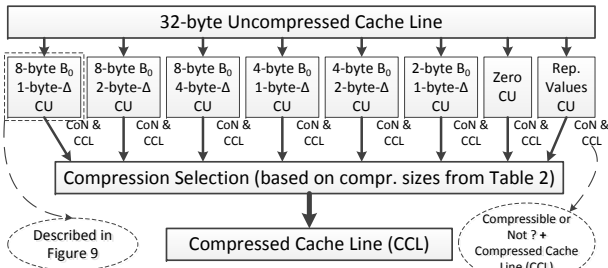 32-byte Uncompressed Cache Line
8-byte B₀
1-byte-Δ
CU
8-byte B₀
2-byte-Δ
CU
8-byte B₀
4-byte-Δ
CU
4-byte B₀
1-byte-Δ
CU
4-byte B₀
2-byte-Δ
CU
2-byte B₀
1-byte-Δ
CU
Zero
CU
Rep.
Values
CU
CoN &
CCL
CoN &
CCL
CoN &
CCL
CoN &
CCL
CoN &
CCL
CoN &
CCL
CoN &
CCL
CoN &
CCL
Compression Selection (based on compr. sizes from Table 2)
Described in
Figure 9
Compressed Cache Line (CCL)
Compressible or
Not ? +
Compressed Cache
Line (CCL)